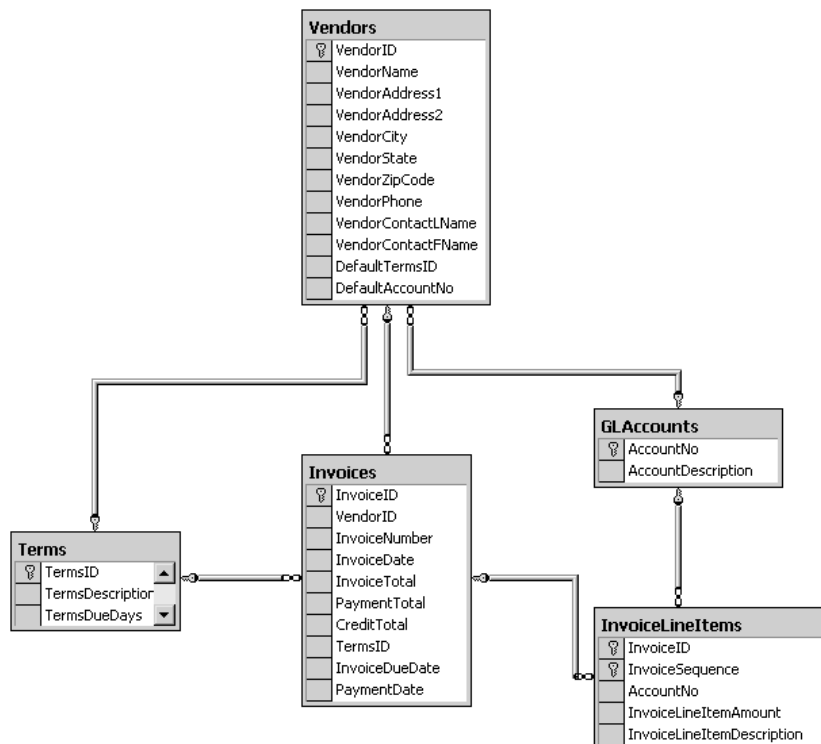 Vendors
VendorID
VendorName
VendorAddress1
VendorAddress2
VendorCity
VendorState
VendorZipCode
VendorPhone
VendorContactLName
VendorContactFName
DefaultTermsID
DefaultAccountNo
GLAccounts
AccountNo
AccountDescription
Invoices
InvoiceID
VendorID
InvoiceNumber
InvoiceDate
InvoiceTotal
PaymentTotal
CreditTotal
TermsID
InvoiceDueDate
PaymentDate
Terms
TermsID
TermsDescription
TermsDueDays
InvoiceLineItems
InvoiceID
InvoiceSequence
AccountNo
InvoiceLineItemAmount
InvoiceLineItemDescription